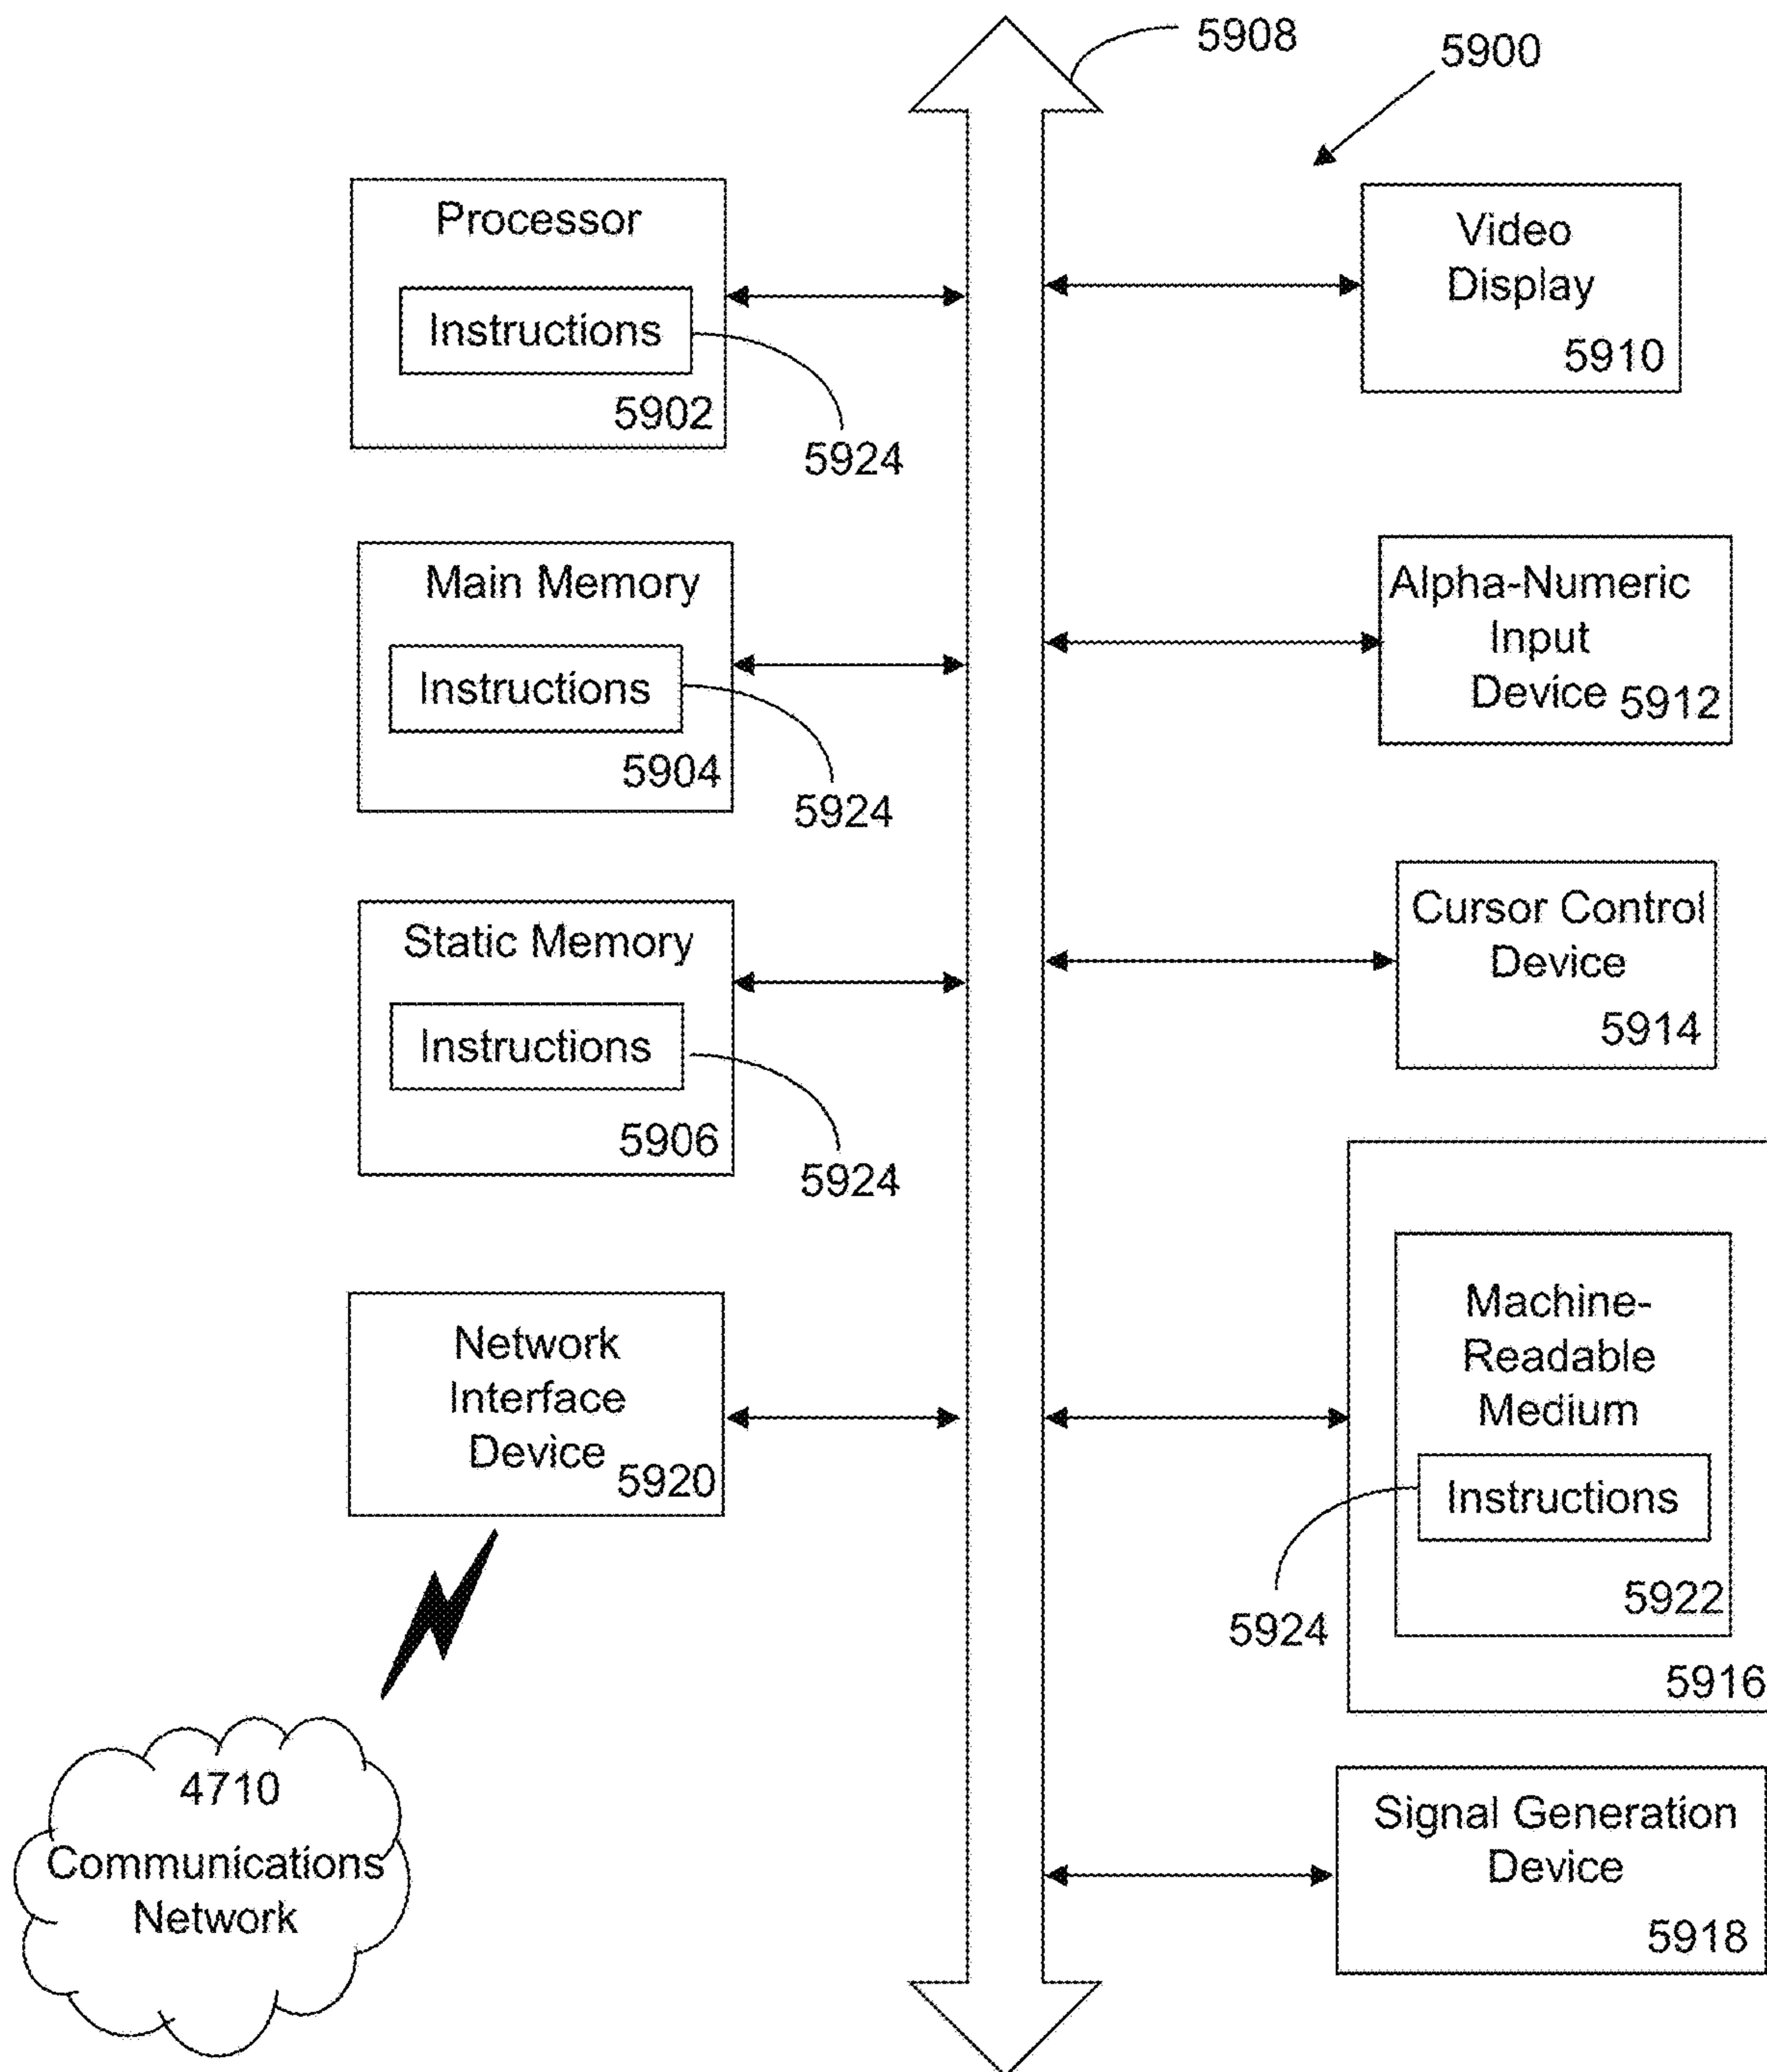 5908
5900
Processor
Instructions
5902
5924
Video
Display
5910
Main Memory
Instructions
5904
5924
Alpha-Numeric
Input
Device 5912
Static Memory
Instructions
5906
5924
Cursor Control
Device
5914
Network
Interface
Device 5920
Machine-
Readable
Medium
Instructions
5922
5924
5916
4710
Communications
Network
Signal Generation
Device
5918